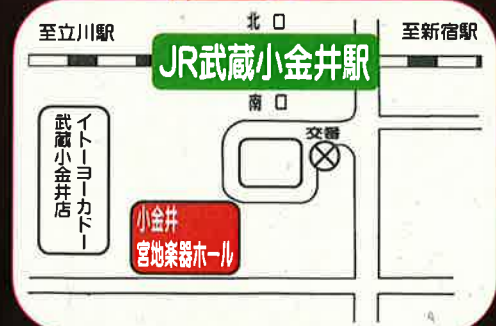 北口
至立川駅
至新宿駅
JR武蔵小金井駅
南口
交番
イトーヨーカドー
武蔵小金井店
小金井
宮地楽器ホール